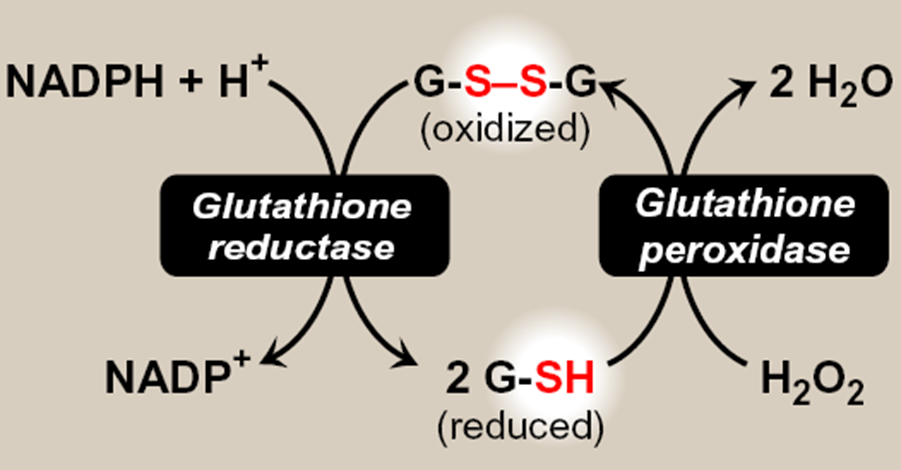 NADPH + H⁺
G-S–S-G
(oxidized)
2 H₂O
Glutathione
reductase
Glutathione
peroxidase
NADP⁺
2 G-SH
(reduced)
H₂O₂